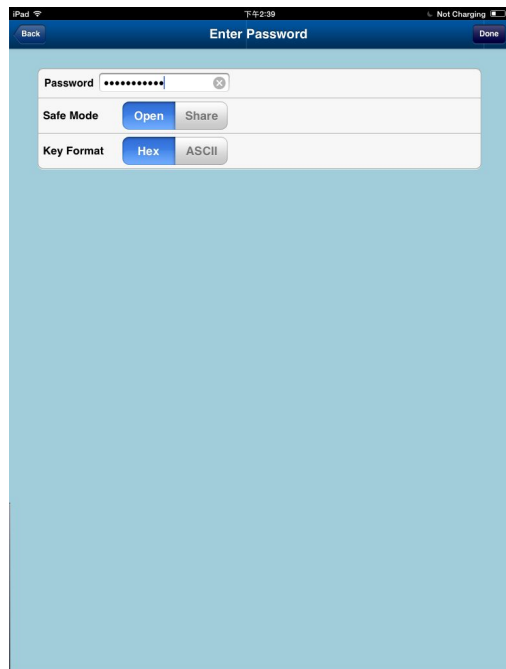 iPad 下午2:39 Not Charging
Back Enter Password Done
Password •••••••••••
Safe Mode Open Share
Key Format Hex ASCII